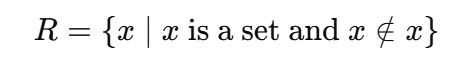 R = {x | x is a set and x ∉ x}